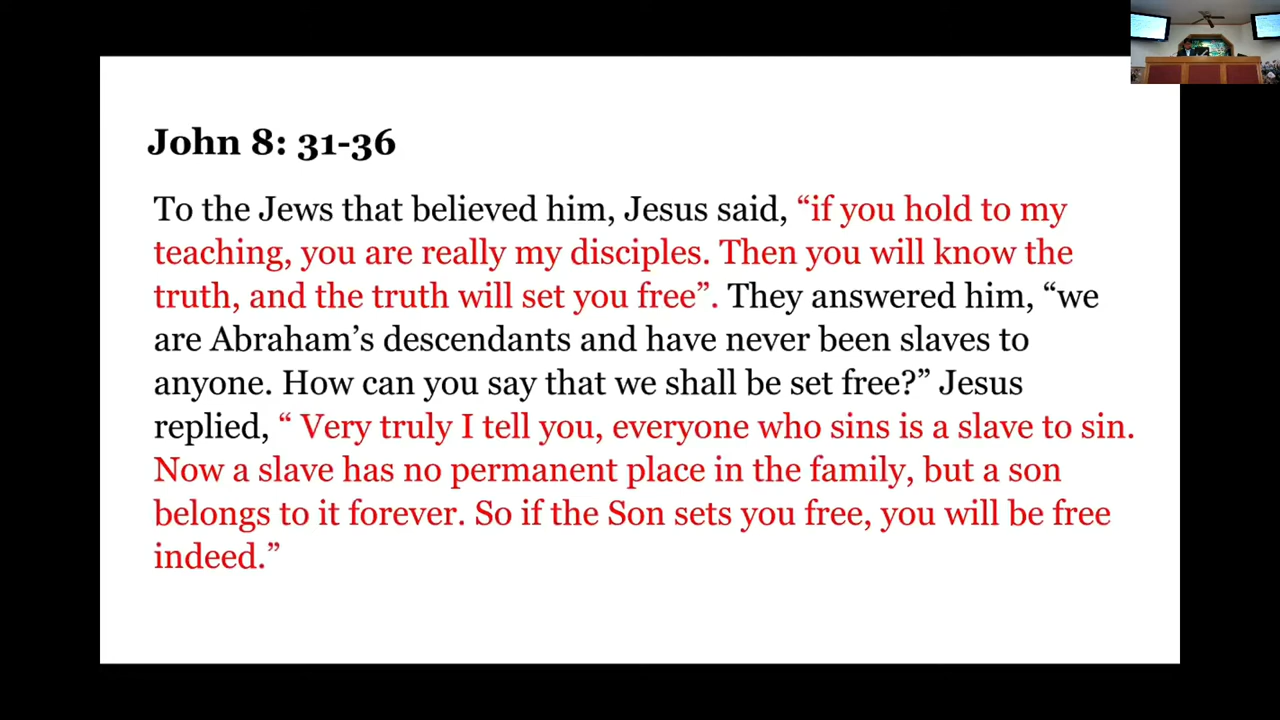 John 8: 31-36
To the Jews that believed him, Jesus said, “if you hold to my
teaching, you are really my disciples. Then you will know the
truth, and the truth will set you free”. They answered him, “we
are Abraham’s descendants and have never been slaves to
anyone. How can you say that we shall be set free?” Jesus
replied, “ Very truly I tell you, everyone who sins is a slave to sin.
Now a slave has no permanent place in the family, but a son
belongs to it forever. So if the Son sets you free, you will be free
indeed.”